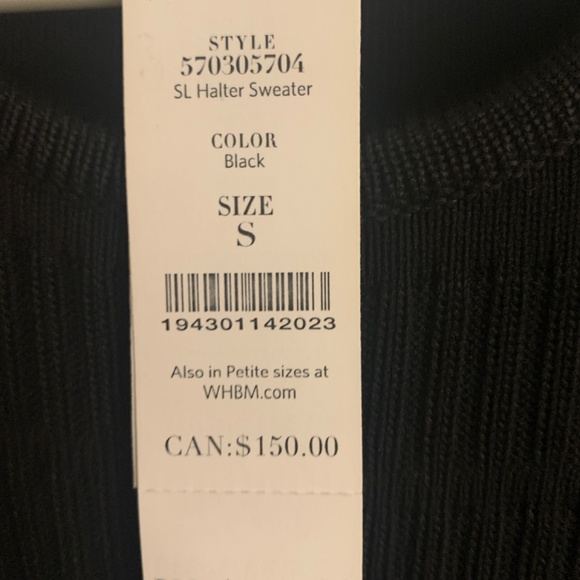 STYLE
570305704
SL Halter Sweater
COLOR
Black
SIZE
S
194301142023
Also in Petite sizes at
WHBM.com
CAN:$150.00